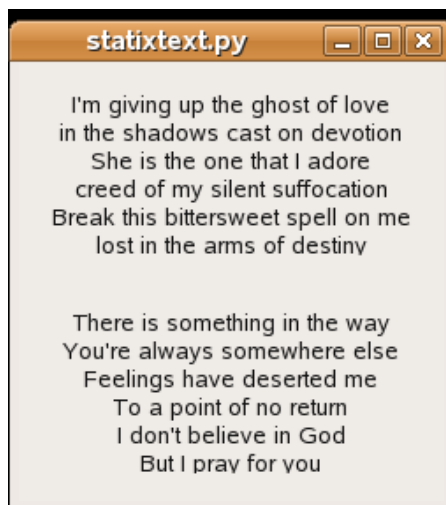 statixtext.py
I'm giving up the ghost of love
in the shadows cast on devotion
She is the one that I adore
creed of my silent suffocation
Break this bittersweet spell on me
lost in the arms of destiny
There is something in the way
You're always somewhere else
Feelings have deserted me
To a point of no return
I don't believe in God
But I pray for you